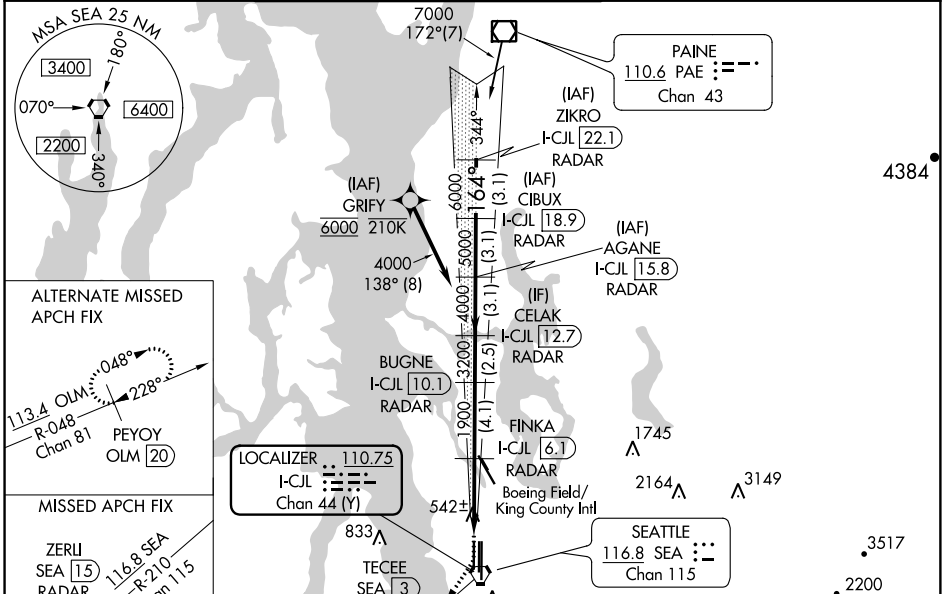 MSA SEA 25 NM
180°
3400
070°
6400
2200
340°
7000
172°(7)
PAINE
110.6 PAE
Chan 43
344°
(IAF)
ZIKRO
I-CJL 22.1
RADAR
4384
6000
164°
(3.1)
(IAF)
CIBUX
I-CJL 18.9
RADAR
(IAF)
GRIFY
6000 210K
4000
138° (8)
5000
(3.1)
(IAF)
AGANE
I-CJL 15.8
RADAR
4000
(3.1)
(IF)
CELAK
I-CJL 12.7
RADAR
3200
(2.5)
BUGNE
I-CJL 10.1
RADAR
1900
(4.1)
FINKA
I-CJL 6.1
RADAR
Boeing Field/
King County Intl
1745
2164
3149
ALTERNATE MISSED
APCH FIX
048°
228°
113.4 OLM
R-048
Chan 81
PEYOY
OLM 20
LOCALIZER 110.75
I-CJL
Chan 44 (Y)
542±
833
MISSED APCH FIX
ZERLI
SEA 15
RADAR
116.8 SEA
R-210
an 115
TECEE
SEA 3
SEATTLE
116.8 SEA
Chan 115
3517
2200